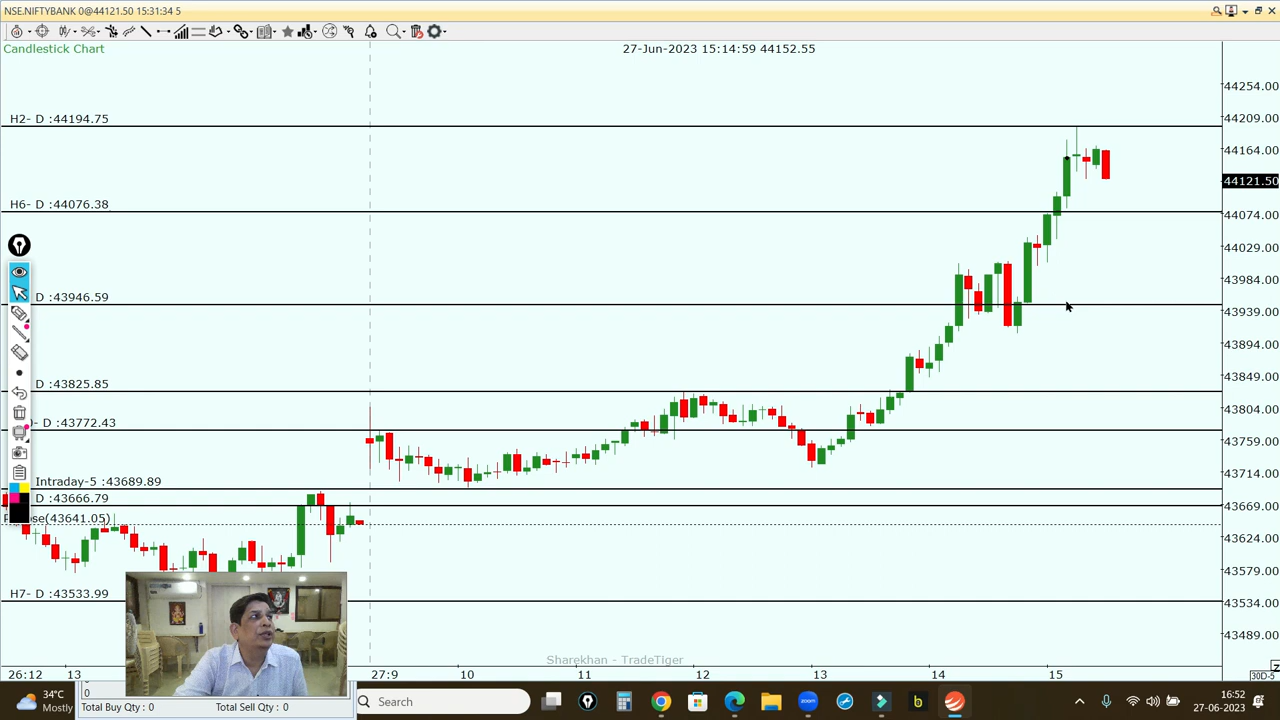 NSE.NIFTYBANK 0@44121.50 15:31:34 5
Candlestick Chart
27-Jun-2023 15:14:59 44152.55
H2- D :44194.75
H6- D :44076.38
D :43946.59
D :43825.85
D :43772.43
Intraday-5 :43689.89
D :43666.79
(43641.05)
H7- D :43533.99
44254.00
44209.00
44164.00
44121.50
44074.00
44029.00
43984.00
43939.00
43894.00
43849.00
43804.00
43759.00
43714.00
43669.00
43624.00
43579.00
43534.00
43489.00
Sharekhan - TradeTiger
26:12 13 27:9 10 11 12 13 14 15
30D-5
0
Total Buy Qty : 0 Total Sell Qty : 0
34°C
Mostly
Search
zoom
b
16:52
27-06-2023